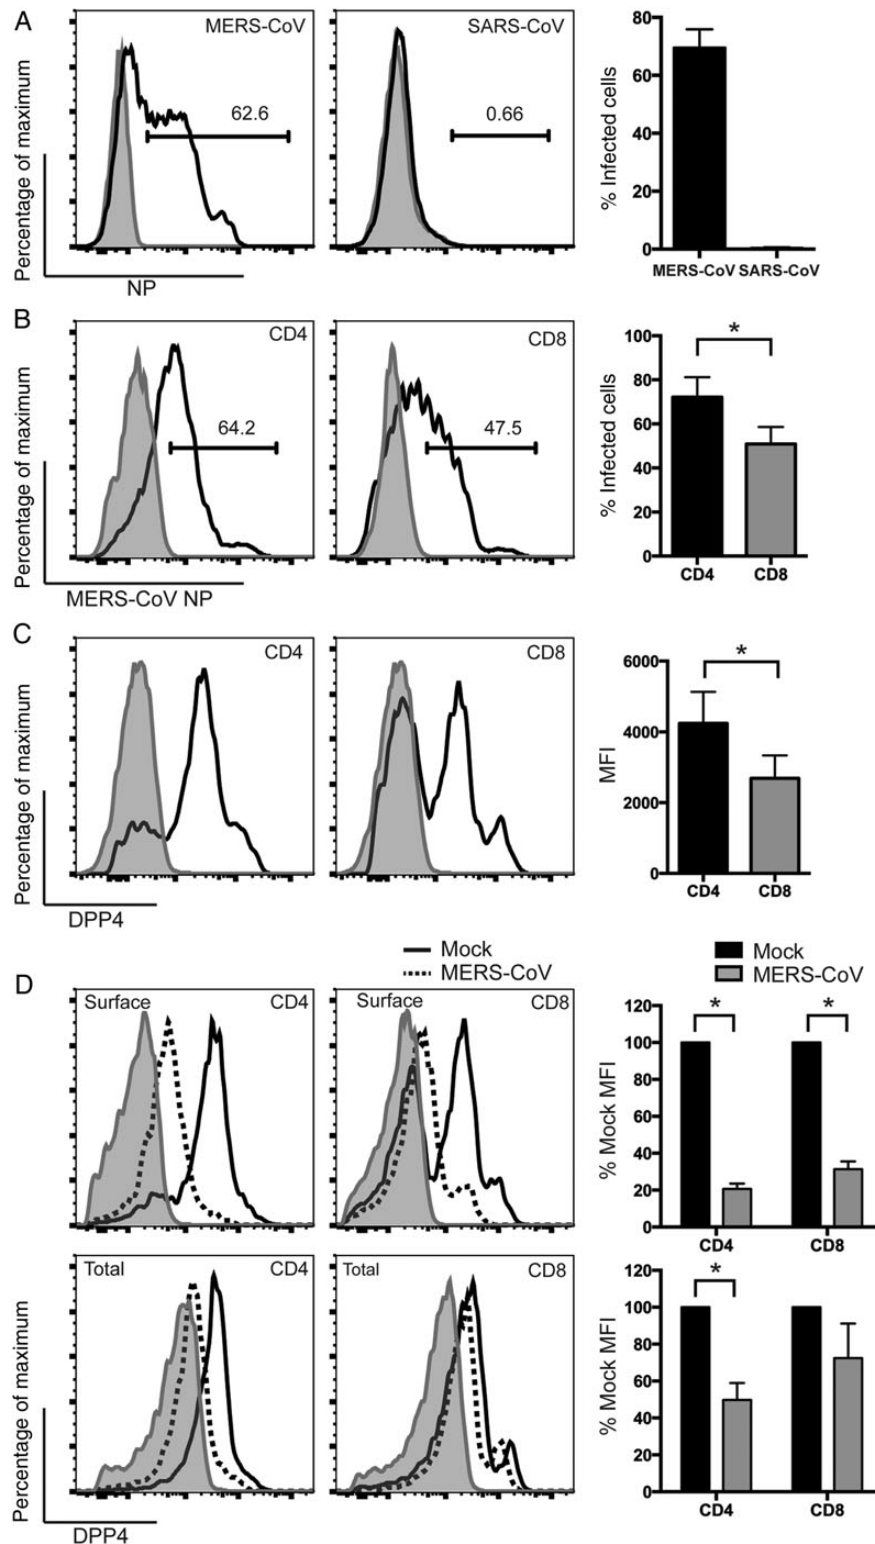 A
MERS-CoV
SARS-CoV
62.6
0.66
Percentage of maximum
NP
% Infected cells
80
60
40
20
0
MERS-CoV SARS-CoV
B
CD4
CD8
64.2
47.5
Percentage of maximum
MERS-CoV NP
% Infected cells
100
80
60
40
20
0
*
CD4 CD8
C
CD4
CD8
Percentage of maximum
DPP4
MFI
6000
4000
2000
0
*
CD4 CD8
Mock
MERS-CoV
Mock
MERS-CoV
D
Surface CD4
Surface CD8
% Mock MFI
120
100
80
60
40
20
0
* *
CD4 CD8
Total CD4
Total CD8
Percentage of maximum
DPP4
% Mock MFI
120
100
80
60
40
20
0
*
CD4 CD8